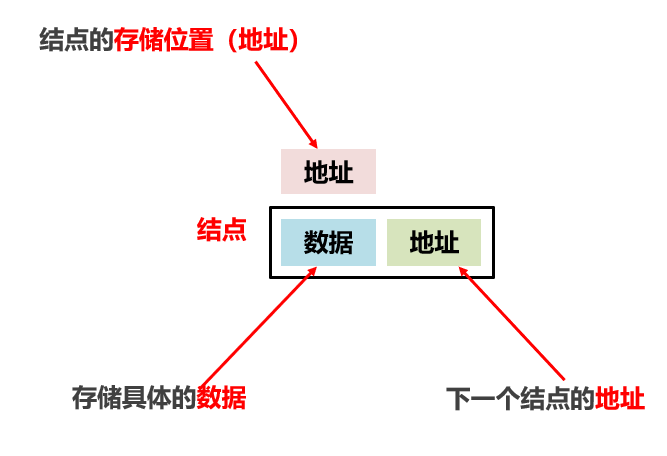 结点的存储位置（地址）
地址
结点
数据
地址
存储具体的数据
下一个结点的地址